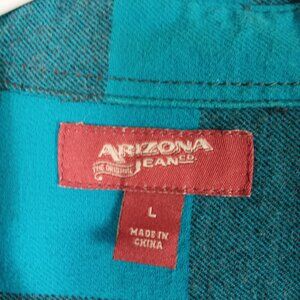 ARIZONA
THE ORIGINAL JEAN CO
L
MADE IN
CHINA